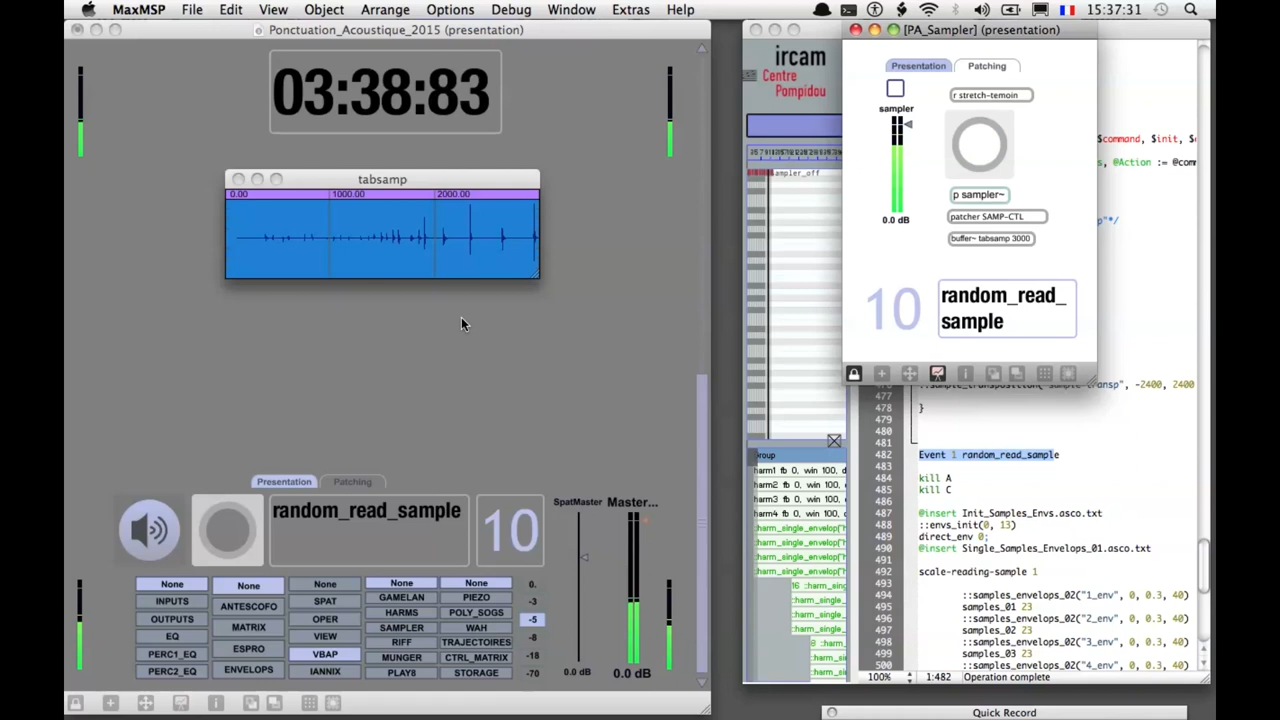 MaxMSP File Edit View Object Arrange Options Debug Window Extras Help 15:37:31
Ponctuation_Acoustique_2015 (presentation)
03:38:83
tabsamp
0.00 1000.00 2000.00
Presentation Patching
random_read_sample
10
SpatMaster Master...
None None None None None 0.
INPUTS ANTESCOFO SPAT GAMELAN PIEZO -3
OUTPUTS MATRIX OPER HARMS POLY_SOGS -5
EQ ESPRO VIEW SAMPLER WAH -8
PERC1_EQ ENVELOPS VBAP RIFF TRAJECTOIRES -18
PERC2_EQ IANNIX MUNGER CTRL_MATRIX -70
PLAY8 STORAGE
0.0 dB 0.0 dB
ircam
Centre
Pompidou
[PA_Sampler] (presentation)
Presentation Patching
r stretch-temoin
sampler
p sampler~
0.0 dB
patcher SAMP-CTL
buffer~ tabsamp 3000
10
random_read_
sample
$command, $init,
@Action :=
-2400, 2400
477
478 }
479
480
481
482 Event 1 random_read_sample
483
484 kill A
485 kill C
486
487 @insert Init_Samples_Envs.asco.txt
488 ::envs_init(0, 13)
489 direct_env 0;
490 @insert Single_Samples_Envelops_01.asco.txt
491
492 scale-reading-sample 1
493
494 ::samples_envelops_02("1_env", 0, 0.3, 40)
495 samples_01 23
496 ::samples_envelops_02("2_env", 0, 0.3, 40)
497 samples_02 23
498 ::samples_envelops_02("3_env", 0, 0.3, 40)
499 samples_03 23
500 ::samples_envelops_02("4_env", 0, 0.3, 40)
100% 1:482 Operation complete
Quick Record